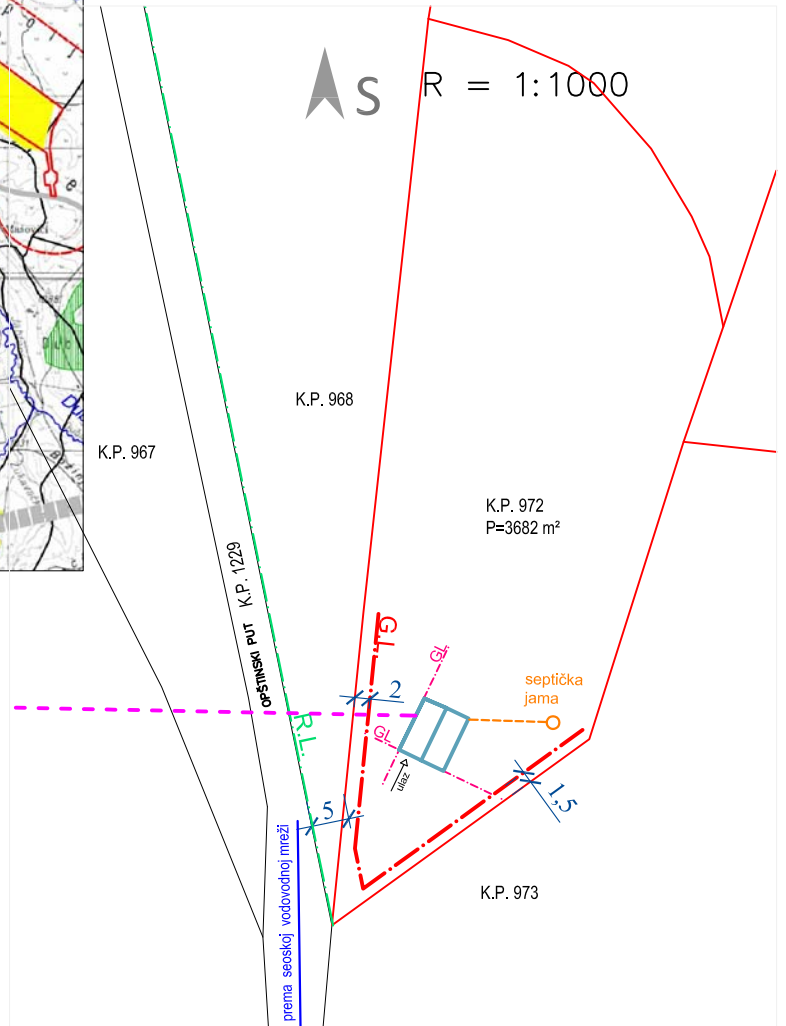 S
R = 1:1000
K.P. 968
K.P. 967
K.P. 972
P=3682 m²
OPŠTINSKI PUT K.P. 1229
G.L.
GL
2
septička
jama
R.L.
GL
ulaz
5
1,5
prema seoskoj vodovodnoj mreži
K.P. 973